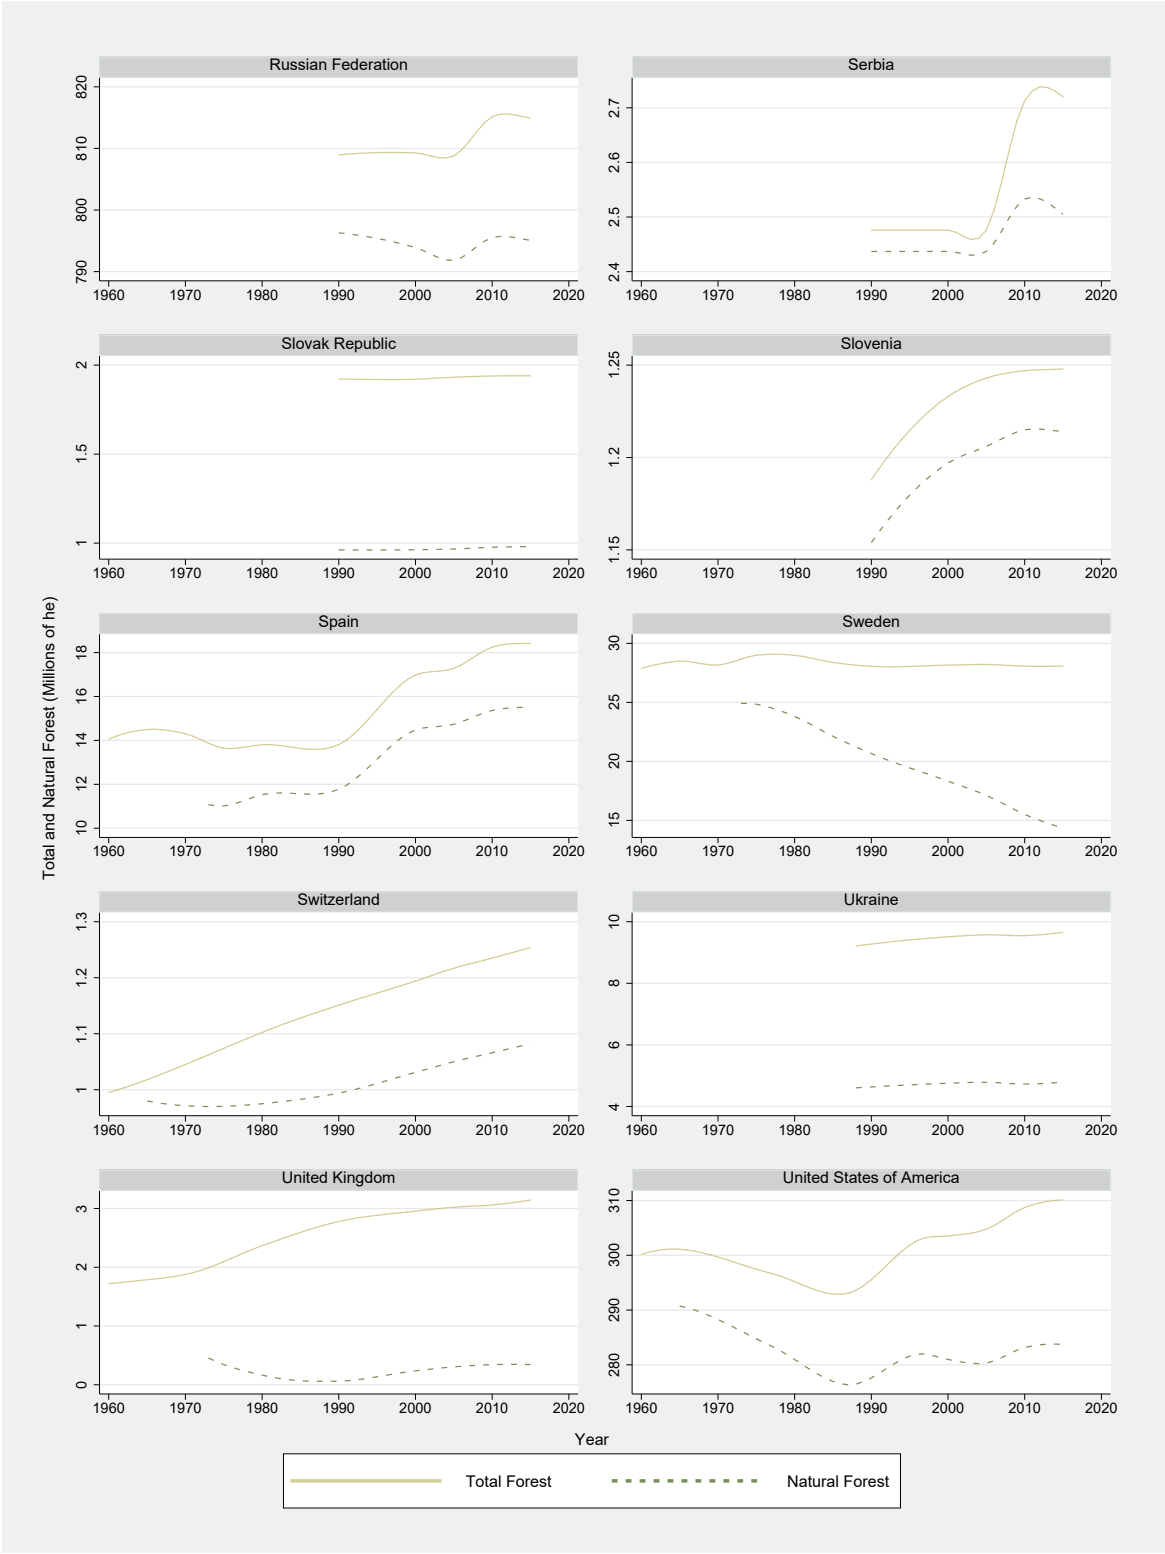 Russian Federation
820
810
800
790
1960 1970 1980 1990 2000 2010 2020
Serbia
2.7
2.6
2.5
2.4
1960 1970 1980 1990 2000 2010 2020
Slovak Republic
2
1.5
1
1960 1970 1980 1990 2000 2010 2020
Slovenia
1.25
1.2
1.15
1960 1970 1980 1990 2000 2010 2020
Total and Natural Forest (Millions of he)
Spain
18
16
14
12
10
1960 1970 1980 1990 2000 2010 2020
Sweden
30
25
20
15
1960 1970 1980 1990 2000 2010 2020
Switzerland
1.3
1.2
1.1
1
1960 1970 1980 1990 2000 2010 2020
Ukraine
10
8
6
4
1960 1970 1980 1990 2000 2010 2020
United Kingdom
3
2
1
0
1960 1970 1980 1990 2000 2010 2020
United States of America
310
300
290
280
1960 1970 1980 1990 2000 2010 2020
Year
Total Forest Natural Forest